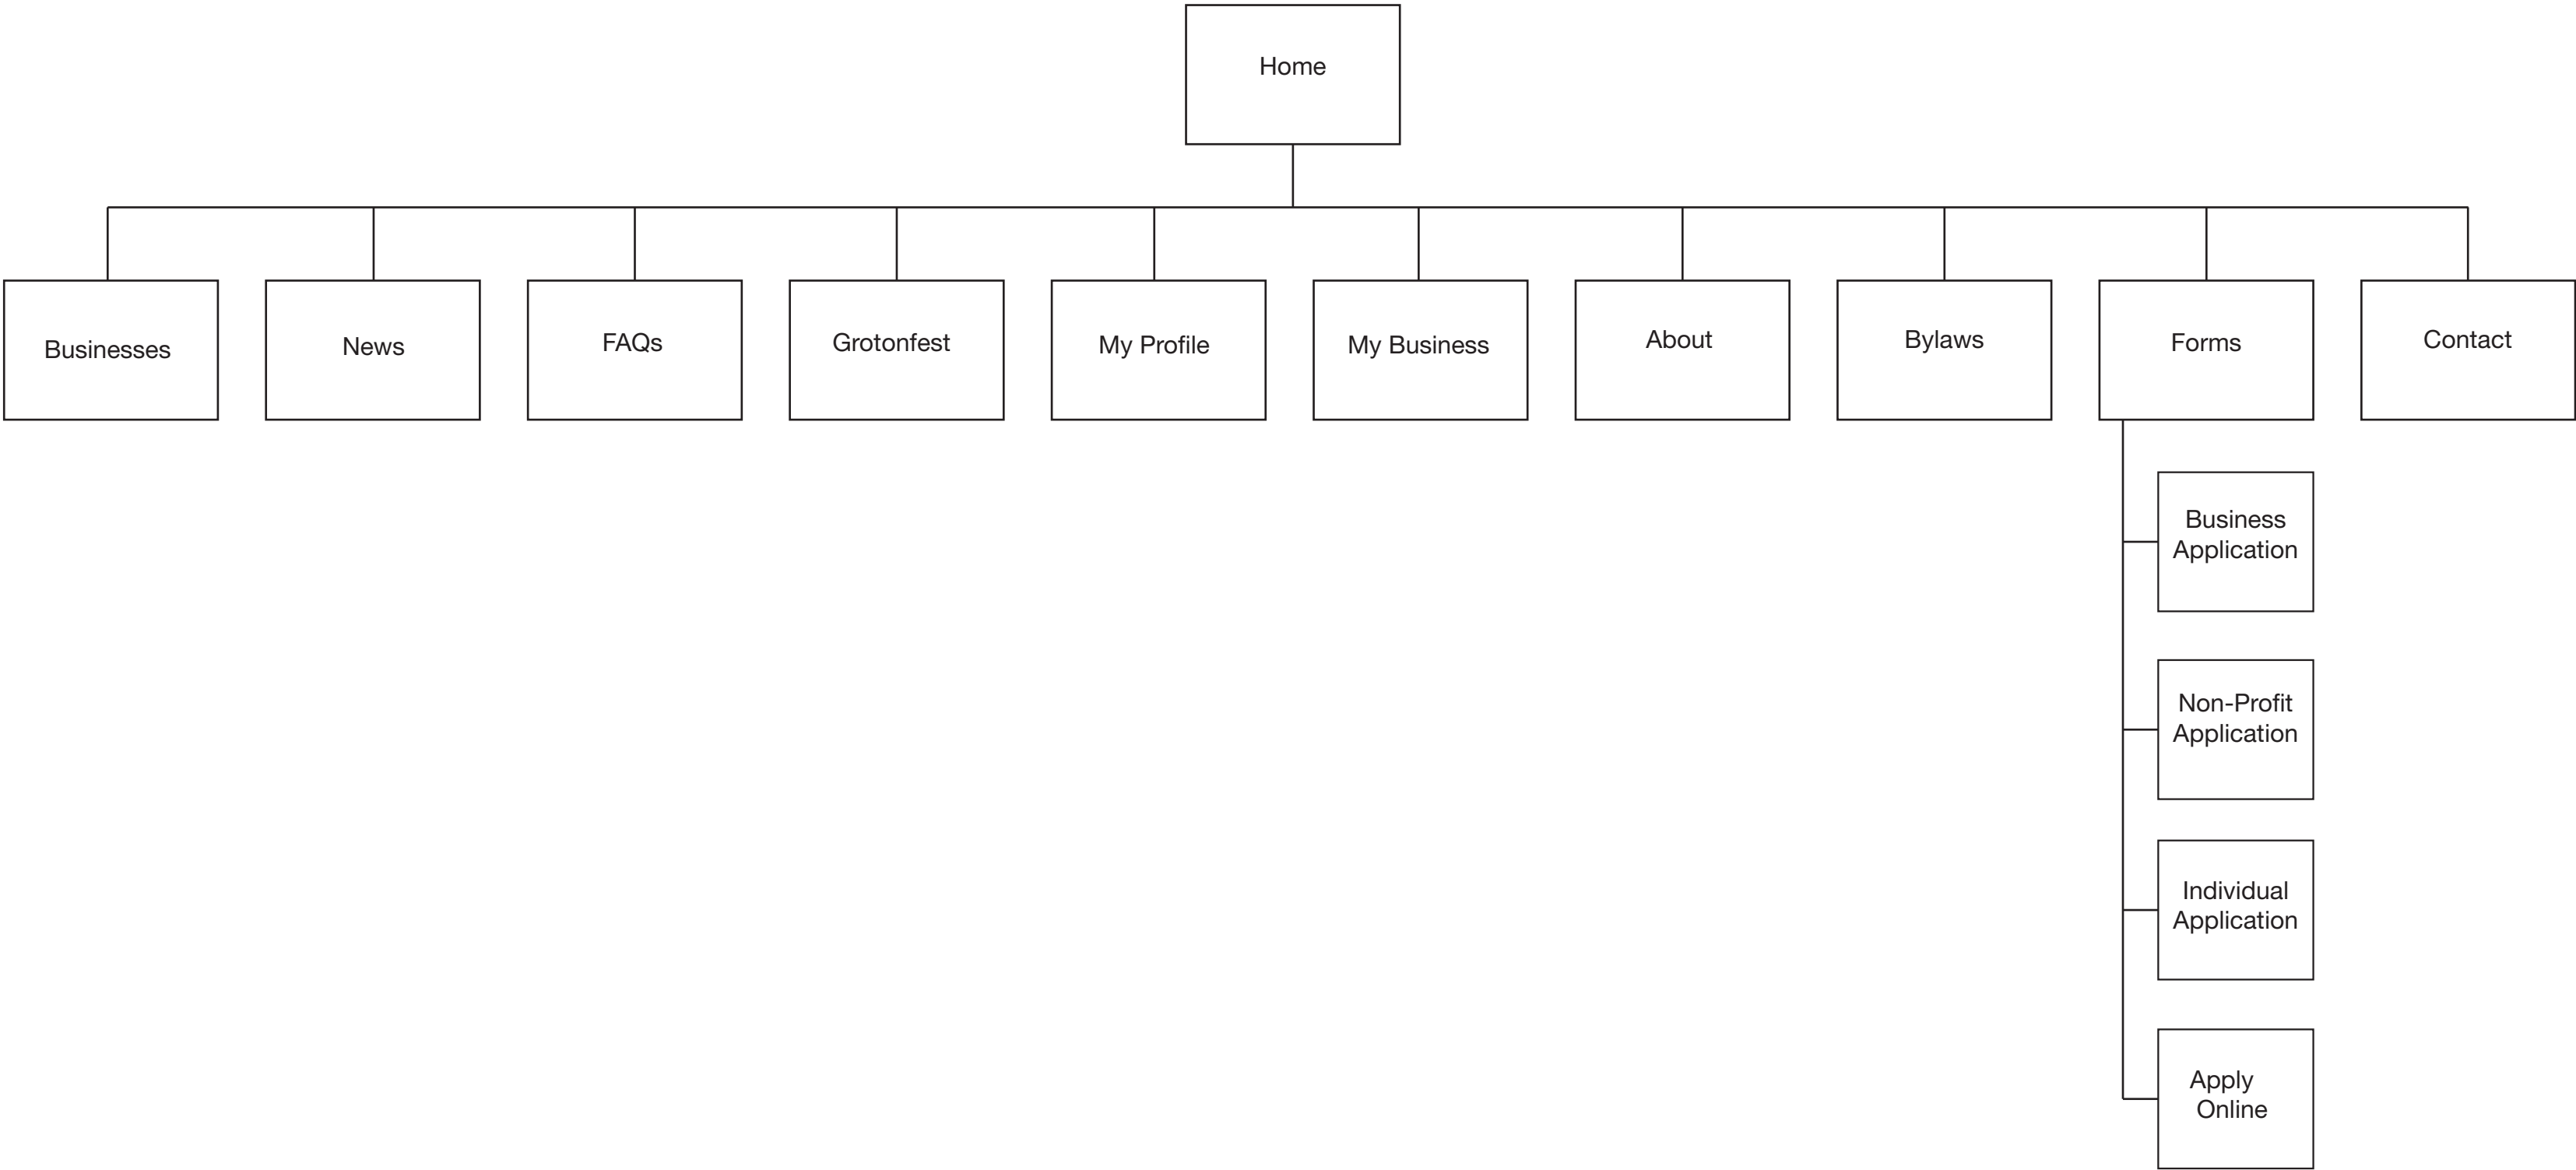 Home
Businesses
News
FAQs
Grotonfest
My Profile
My Business
About
Bylaws
Forms
Contact
Business
Application
Non-Profit
Application
Individual
Application
Apply
Online